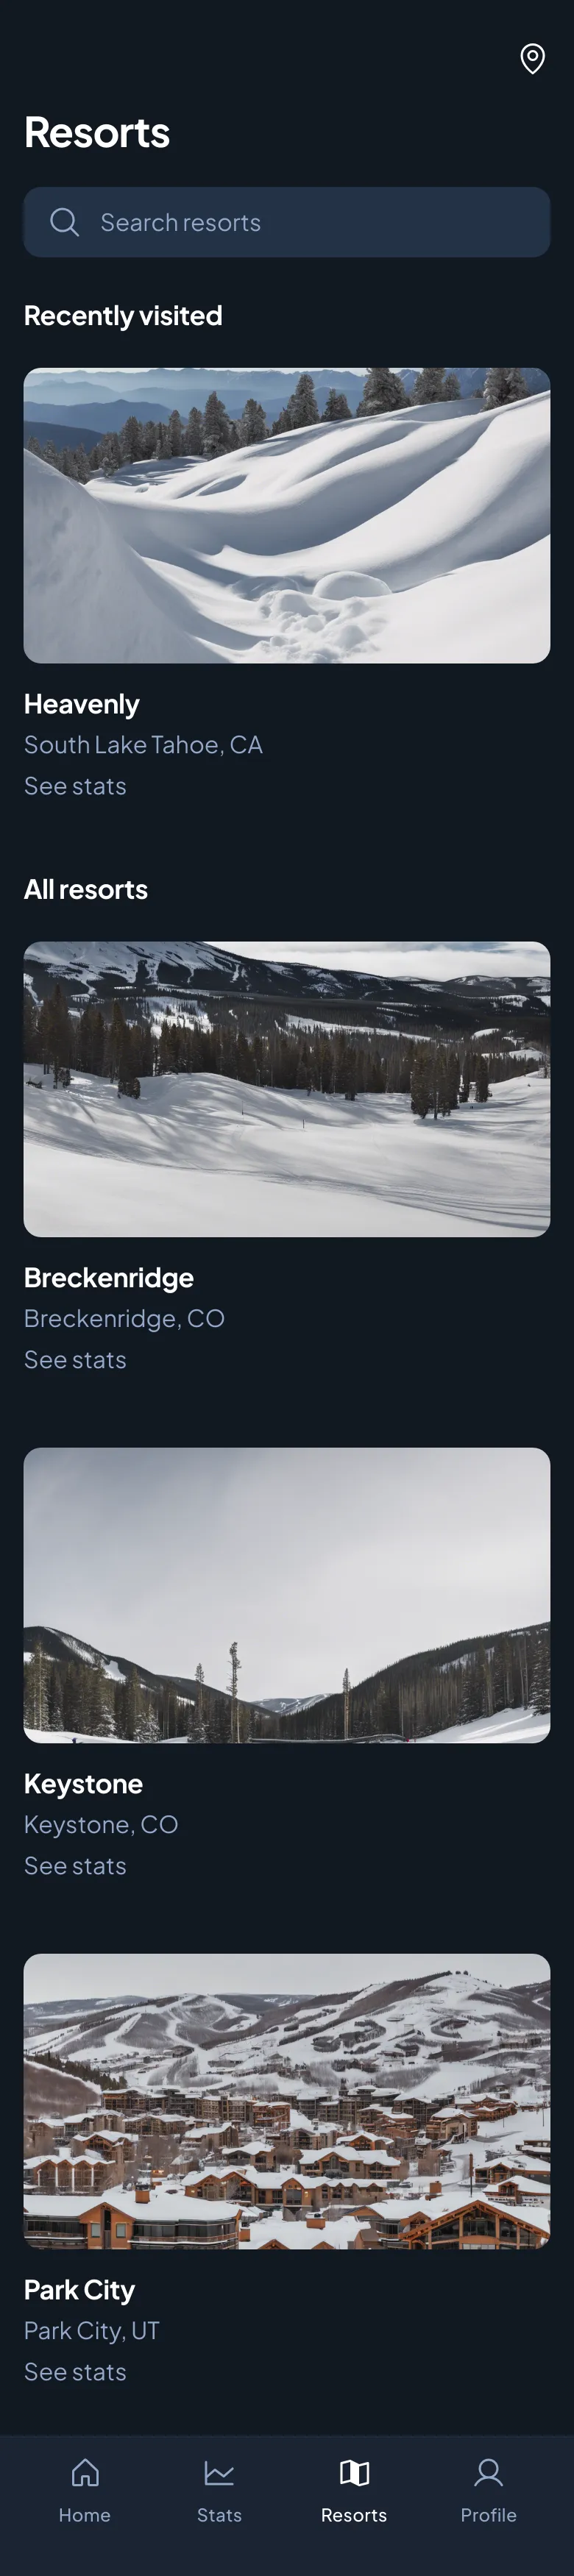 Resorts
Search resorts
Recently visited
Heavenly
South Lake Tahoe, CA
See stats
All resorts
Breckenridge
Breckenridge, CO
See stats
Keystone
Keystone, CO
See stats
Park City
Park City, UT
See stats
Home
Stats
Resorts
Profile